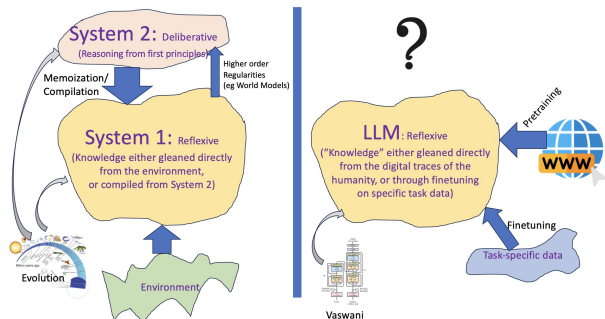 System 2: Deliberative
(Reasoning from first principles)
Memoization/
Compilation
Higher order
Regularities
(eg World Models)
System 1: Reflexive
(Knowledge either gleaned directly
from the environment,
or compiled from System 2)
Evolution
Environment
?
LLM: Reflexive
("Knowledge" either gleaned directly
from the digital traces of the
humanity, or through finetuning
on specific task data)
Pretraining
WWW
Finetuning
Task-specific data
Vaswani